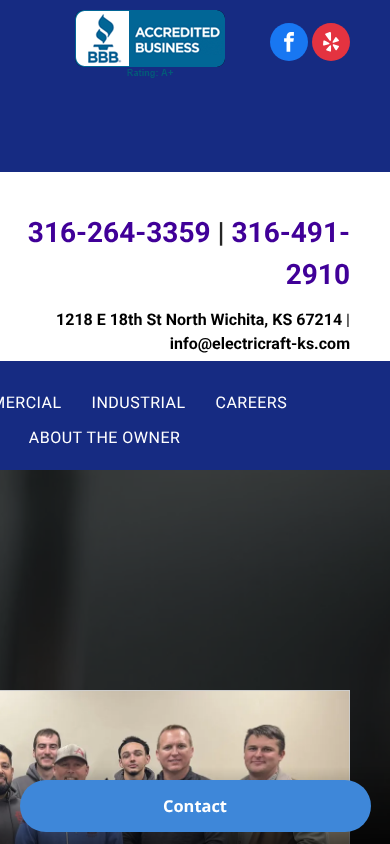 ACCREDITED
BUSINESS
BBB.
Rating: A+
316-264-3359 | 316-491-
2910
1218 E 18th St North Wichita, KS 67214 |
info@electricraft-ks.com
MERCIAL INDUSTRIAL CAREERS
ABOUT THE OWNER
Contact